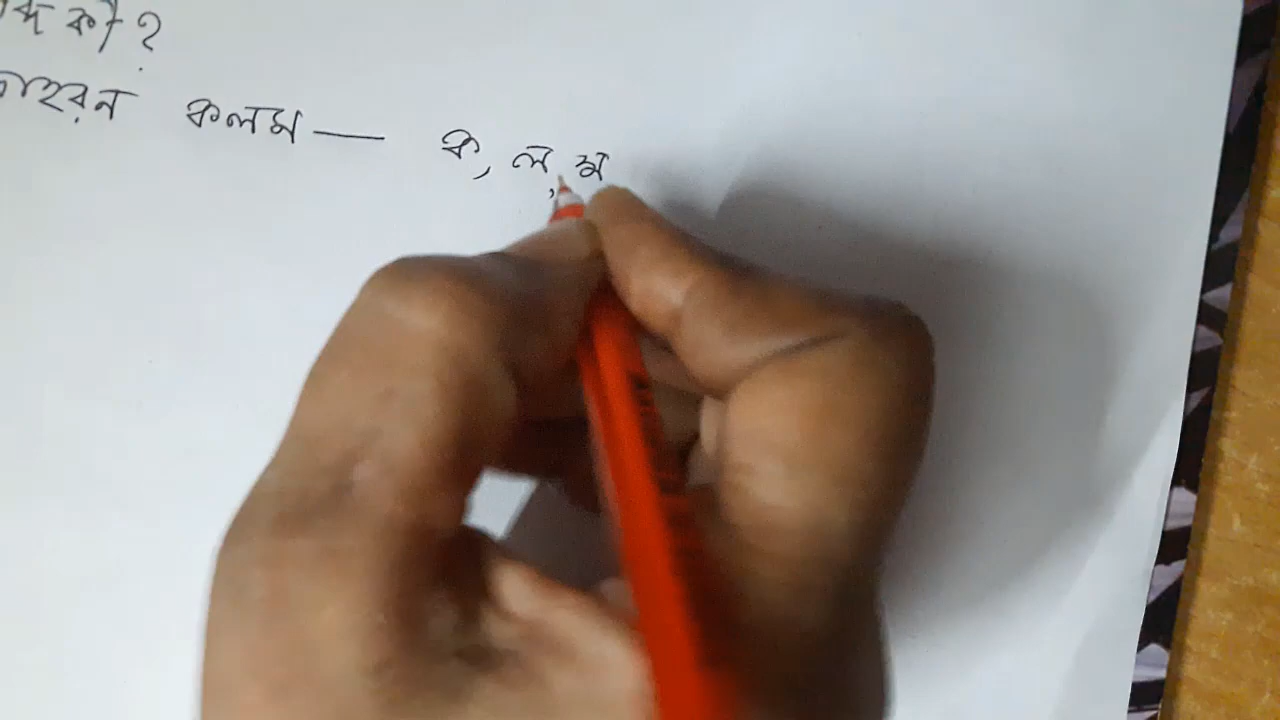 কী?
কলম — ক, ল, ম